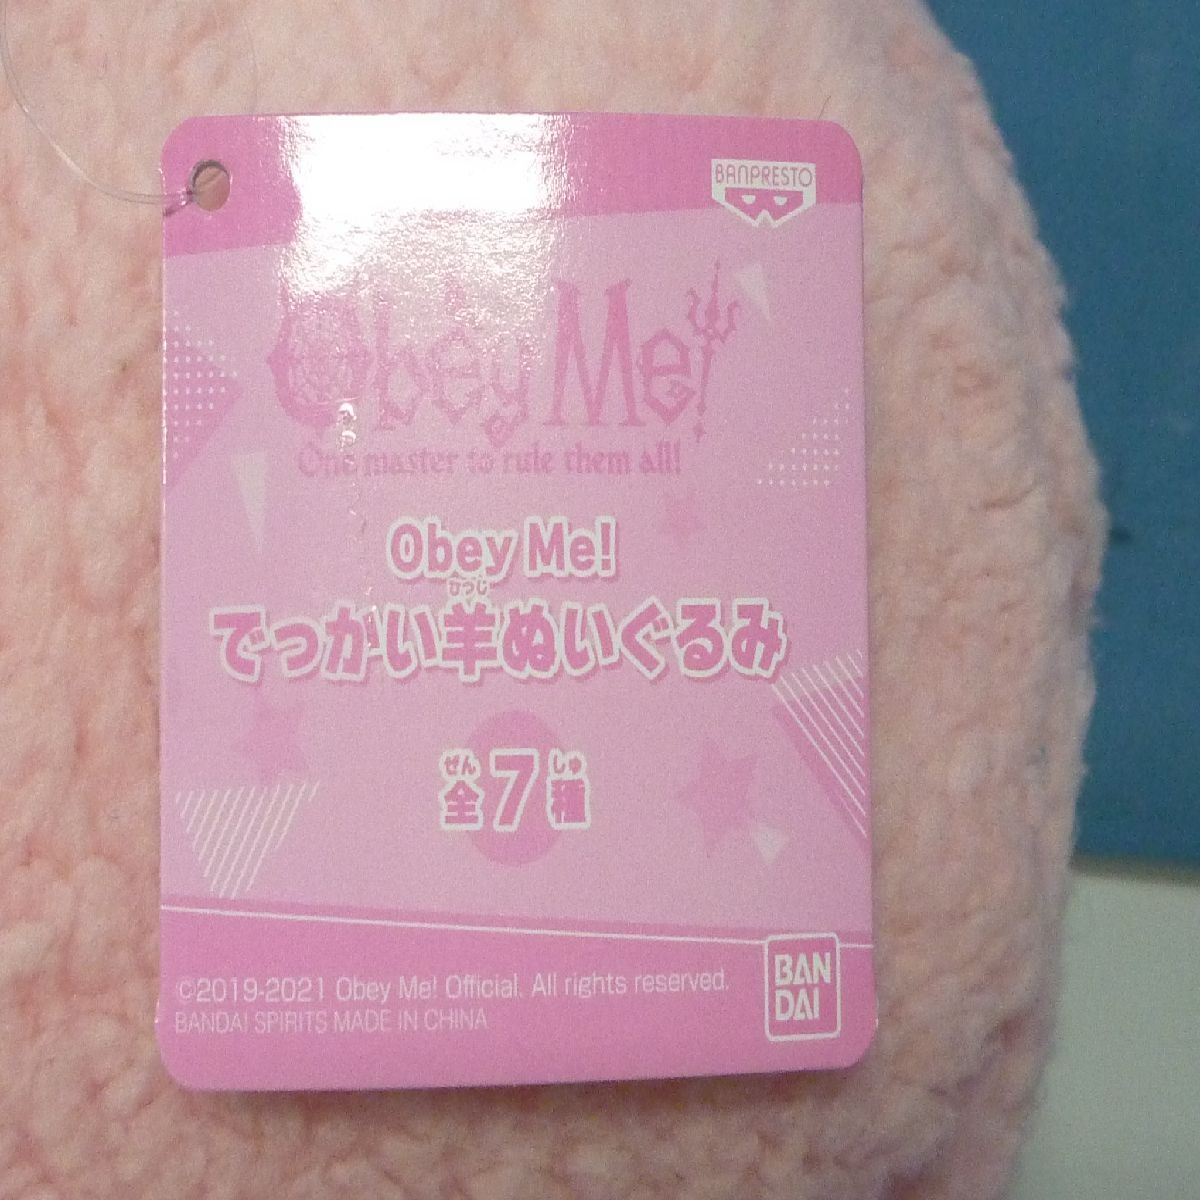 BANPRESTO
Obey Me!
One master to rule them all!
Obey Me!
ひつじ
でっかい羊ぬいぐるみ
ぜん しゅ
全7種
©2019-2021 Obey Me! Official. All rights reserved.
BANDAI SPIRITS MADE IN CHINA
BAN
DAI